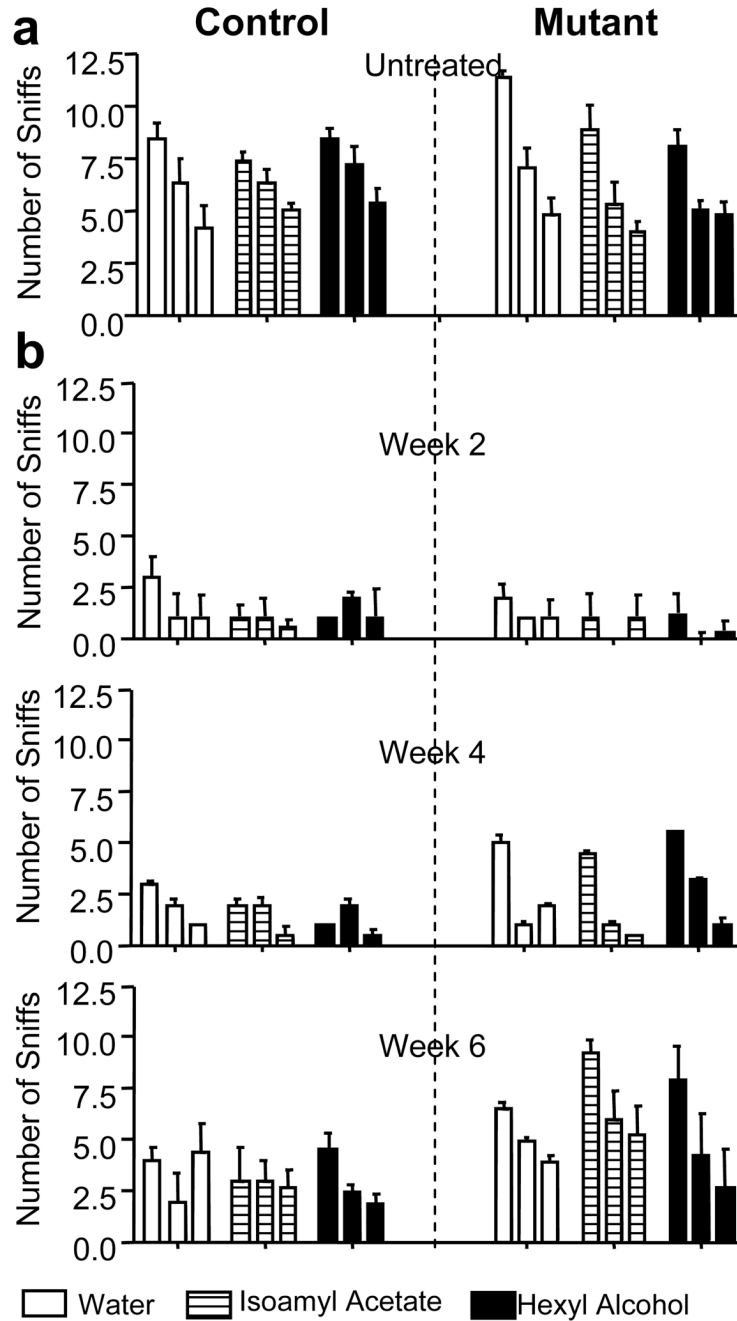 a
Control
Mutant
Untreated
Number of Sniffs
12.5
10.0
7.5
5.0
2.5
0.0
b
Week 2
Number of Sniffs
12.5
10.0
7.5
5.0
2.5
0.0
Week 4
Number of Sniffs
12.5
10.0
7.5
5.0
2.5
0.0
Week 6
Number of Sniffs
12.5
10.0
7.5
5.0
2.5
0.0
Water
Isoamyl Acetate
Hexyl Alcohol